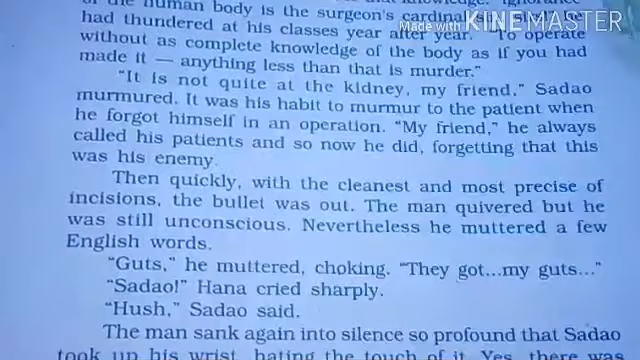 of the human body is the surgeon's cardinal
Made with KINEMASTER
had thundered at his classes year after year. "To operate
without as complete knowledge of the body as if you had
made it — anything less than that is murder."
"It is not quite at the kidney, my friend," Sadao
murmured. It was his habit to murmur to the patient when
he forgot himself in an operation. "My friend," he always
called his patients and so now he did, forgetting that this
was his enemy.
Then quickly, with the cleanest and most precise of
incisions, the bullet was out. The man quivered but he
was still unconscious. Nevertheless he muttered a few
English words.
"Guts," he muttered, choking. "They got...my guts..."
"Sadao!" Hana cried sharply.
"Hush," Sadao said.
The man sank again into silence so profound that Sadao
took up his wrist, hating the touch of it. Yes, there was